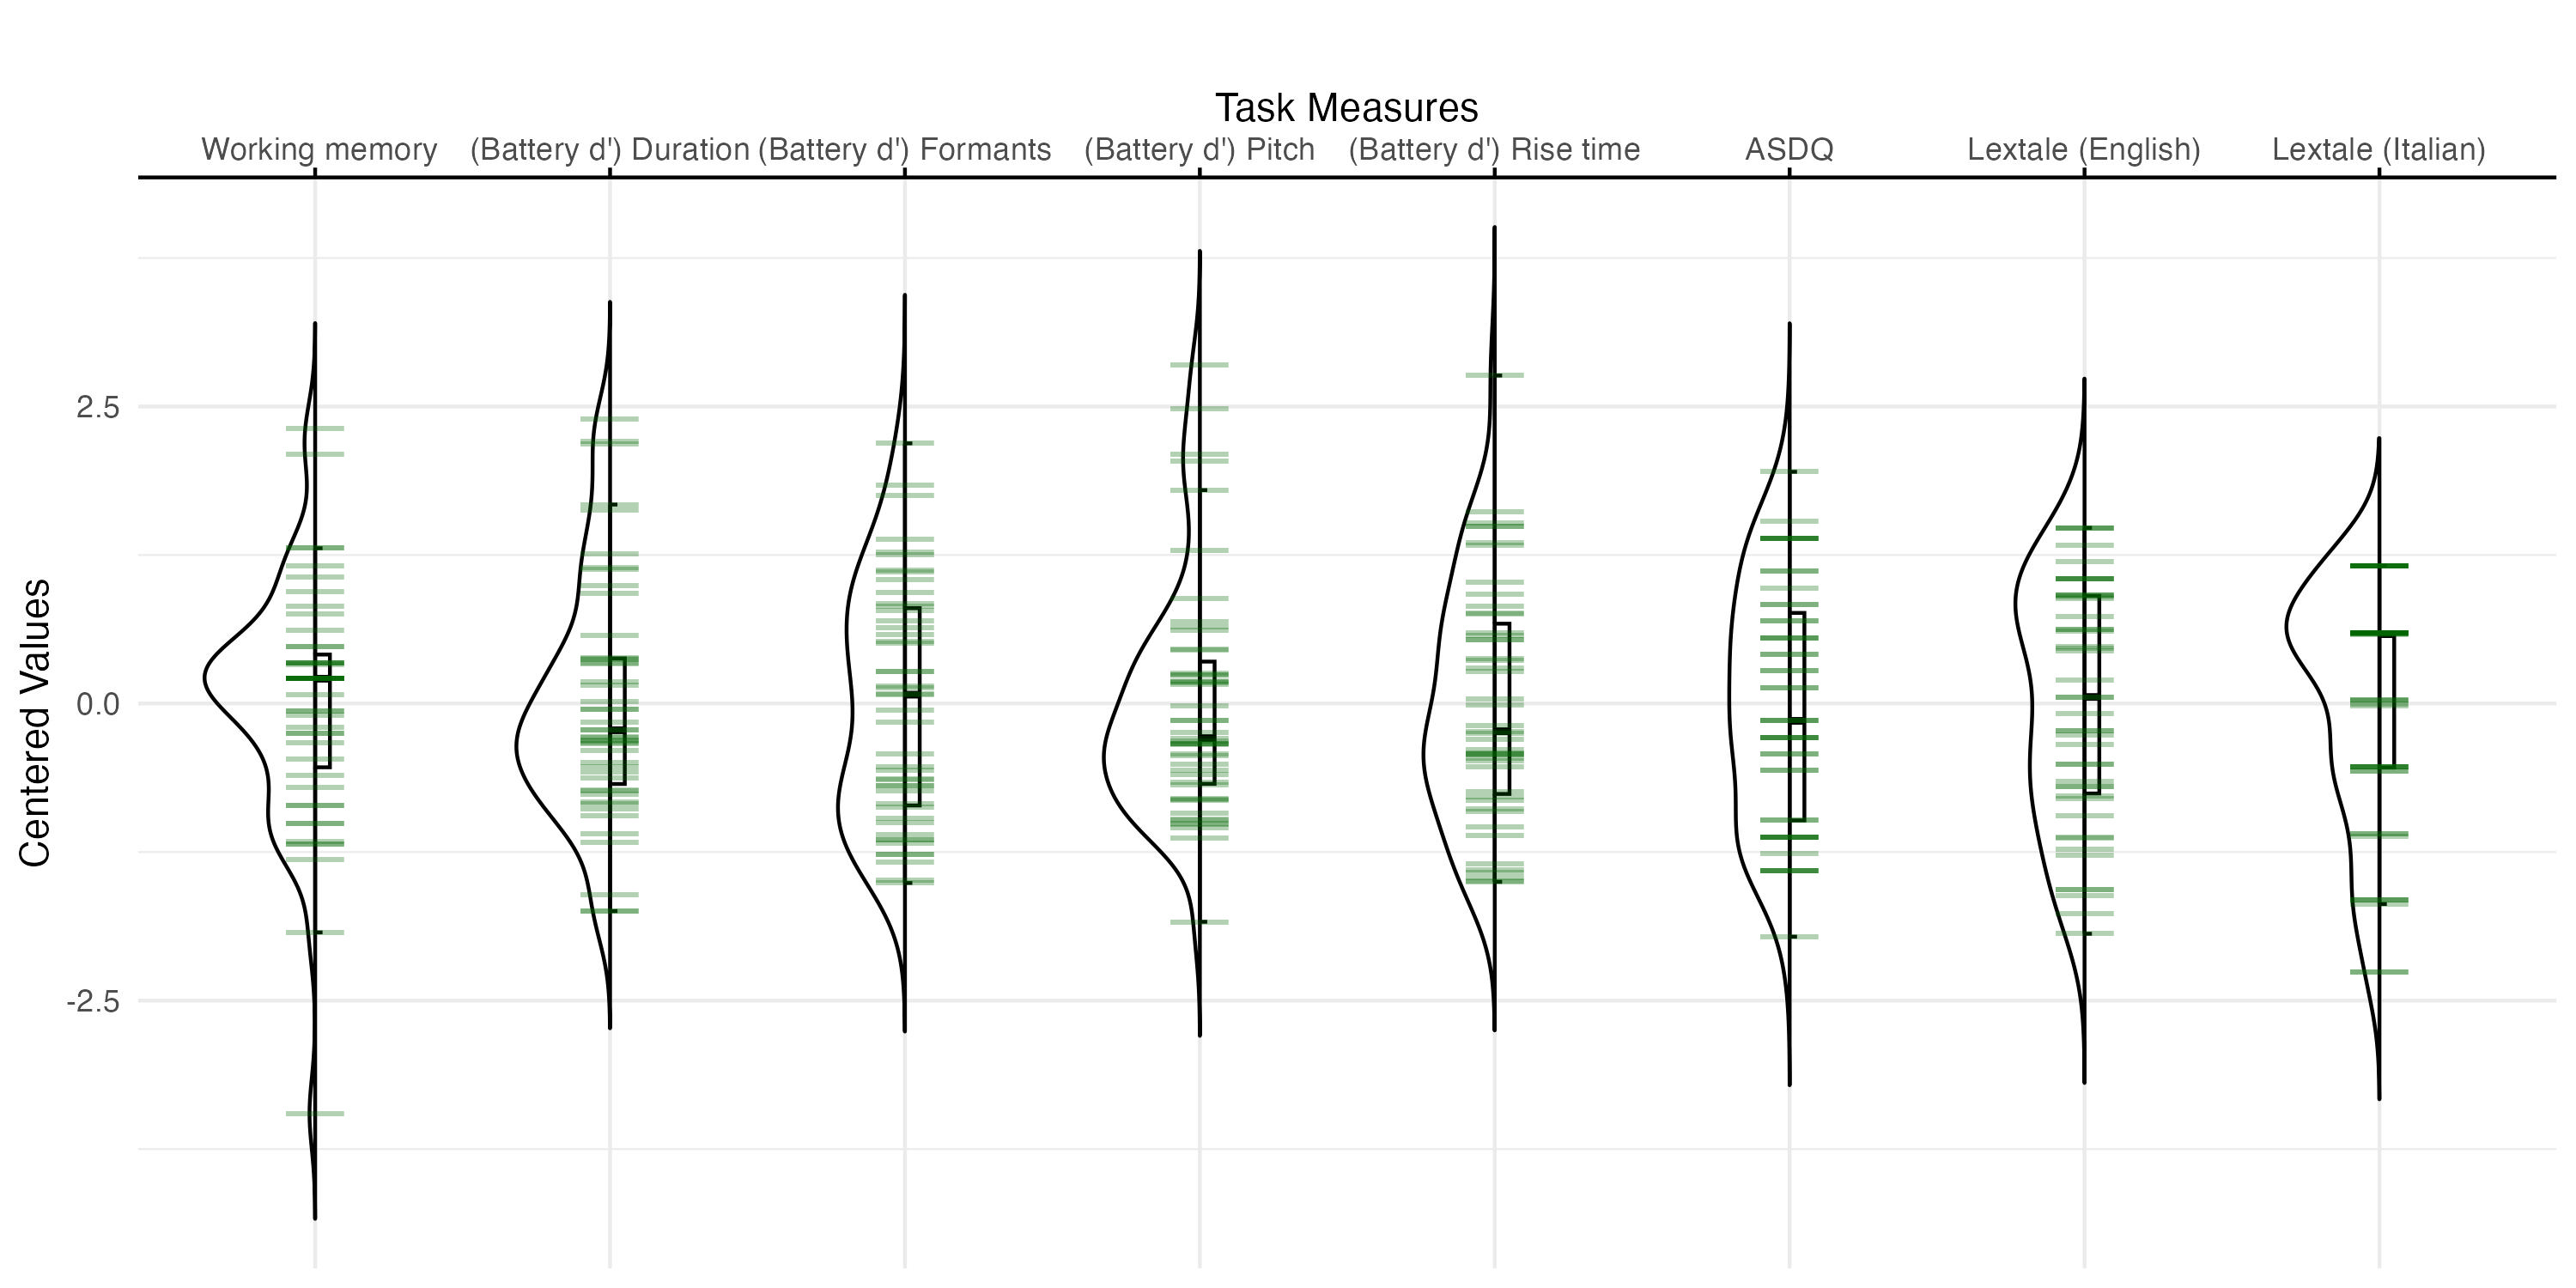 Task Measures
Working memory (Battery d') Duration (Battery d') Formants (Battery d') Pitch (Battery d') Rise time ASDQ Lextale (English) Lextale (Italian)
Centered Values
2.5
0.0
-2.5